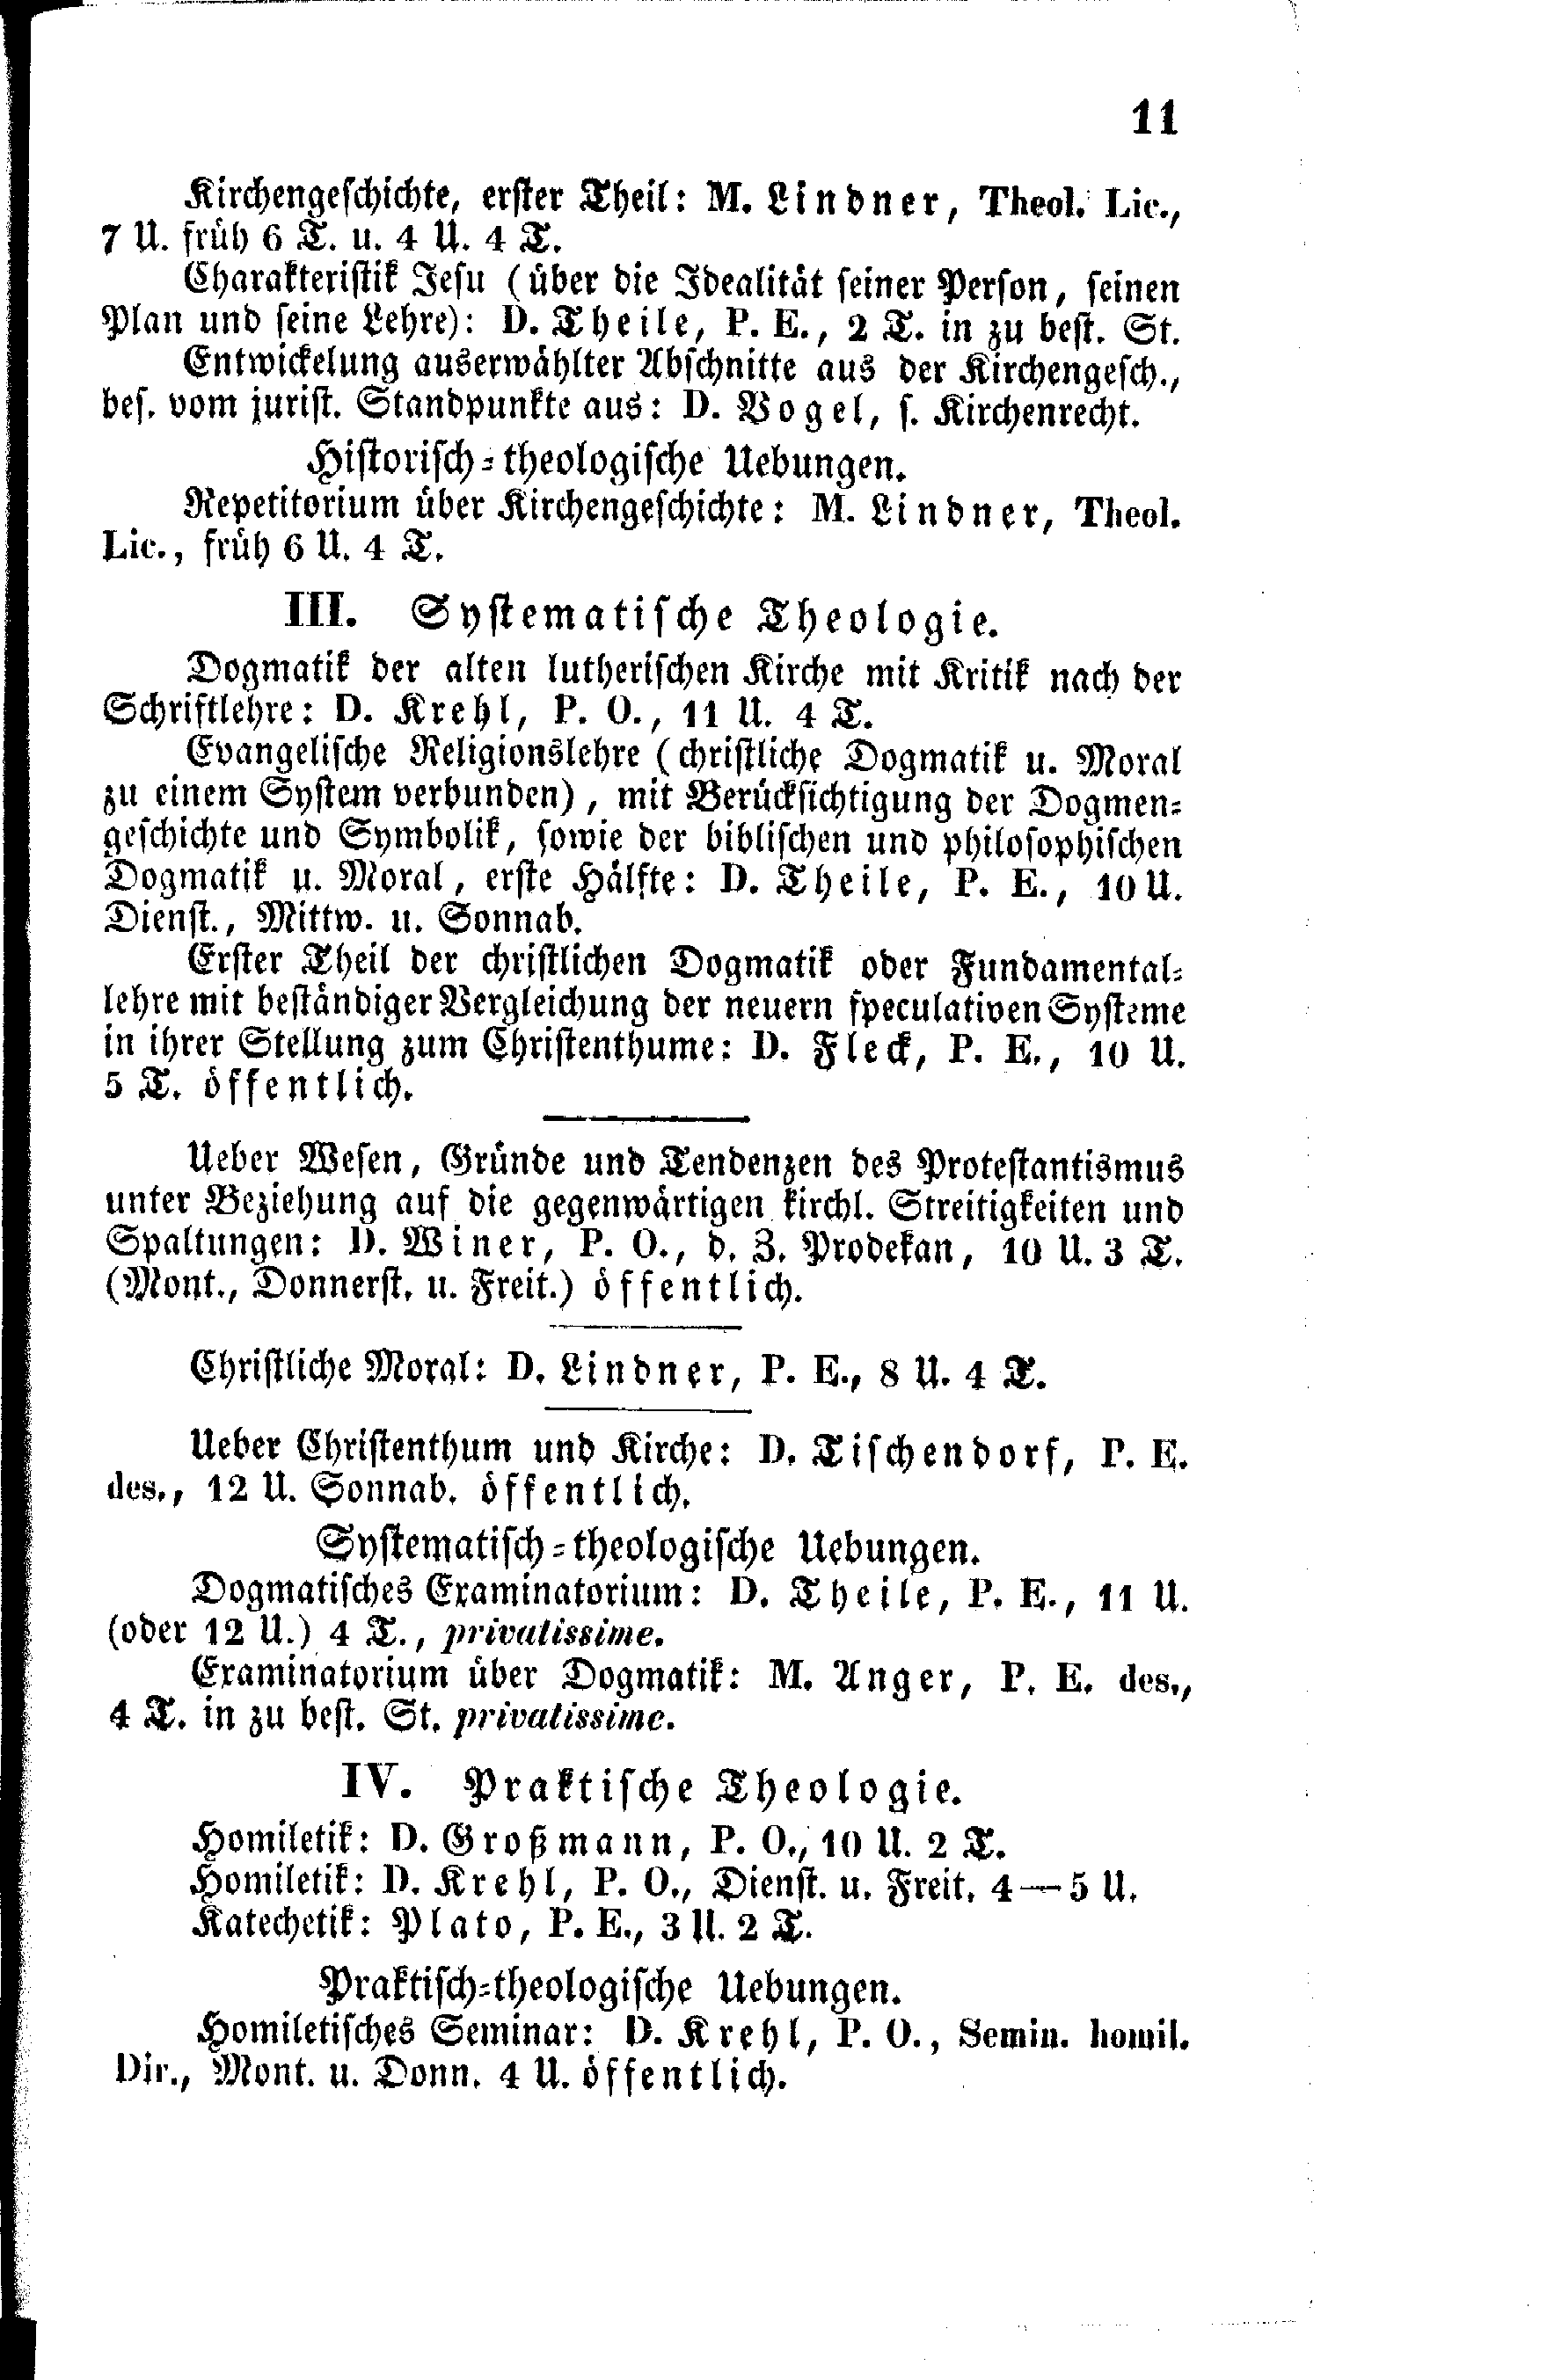 11
Kirchengeschichte, erster Theil: M. Lindner, Theol. Lic.,
7 U. früh 6 T. u. 4 U. 4 T.
Charakteristik Jesu (über die Idealität seiner Person, seinen
Plan und seine Lehre): D. Theile, P. E., 2 T. in zu best. St.
Entwickelung auserwählter Abschnitte aus der Kirchengesch.,
bes. vom jurist. Standpunkte aus: D. Vogel, s. Kirchenrecht.
Historisch-theologische Uebungen.
Repetitorium über Kirchengeschichte: M. Lindner, Theol.
Lic., früh 6 U. 4 T.
III. Systematische Theologie.
Dogmatik der alten lutherischen Kirche mit Kritik nach der
Schriftlehre: D. Krehl, P. O., 11 U. 4 T.
Evangelische Religionslehre (christliche Dogmatik u. Moral
zu einem System verbunden), mit Berücksichtigung der Dogmen-
geschichte und Symbolik, sowie der biblischen und philosophischen
Dogmatik u. Moral, erste Hälfte: D. Theile, P. E., 10 U.
Dienst., Mittw. u. Sonnab.
Erster Theil der christlichen Dogmatik oder Fundamental-
lehre mit beständiger Vergleichung der neuern speculativen Systeme
in ihrer Stellung zum Christenthume: D. Fleck, P. E., 10 U.
5 T. öffentlich.
Ueber Wesen, Gründe und Tendenzen des Protestantismus
unter Beziehung auf die gegenwärtigen kirchl. Streitigkeiten und
Spaltungen: D. Winer, P. O., d. Z. Prodekan, 10 U. 3 T.
(Mont., Donnerst. u. Freit.) öffentlich.
Christliche Moral: D. Lindner, P. E., 8 U. 4 T.
Ueber Christenthum und Kirche: D. Tischendorf, P. E.
des., 12 U. Sonnab. öffentlich.
Systematisch-theologische Uebungen.
Dogmatisches Examinatorium: D. Theile, P. E., 11 U.
(oder 12 U.) 4 T., privatissime.
Examinatorium über Dogmatik: M. Anger, P. E. des.,
4 T. in zu best. St. privatissime.
IV. Praktische Theologie.
Homiletik: D. Großmann, P. O., 10 U. 2 T.
Homiletik: D. Krehl, P. O., Dienst. u. Freit. 4—5 U.
Katechetik: Plato, P. E., 3 U. 2 T.
Praktisch-theologische Uebungen.
Homiletisches Seminar: D. Krehl, P. O., Semin. homil.
Dir., Mont. u. Donn. 4 U. öffentlich.